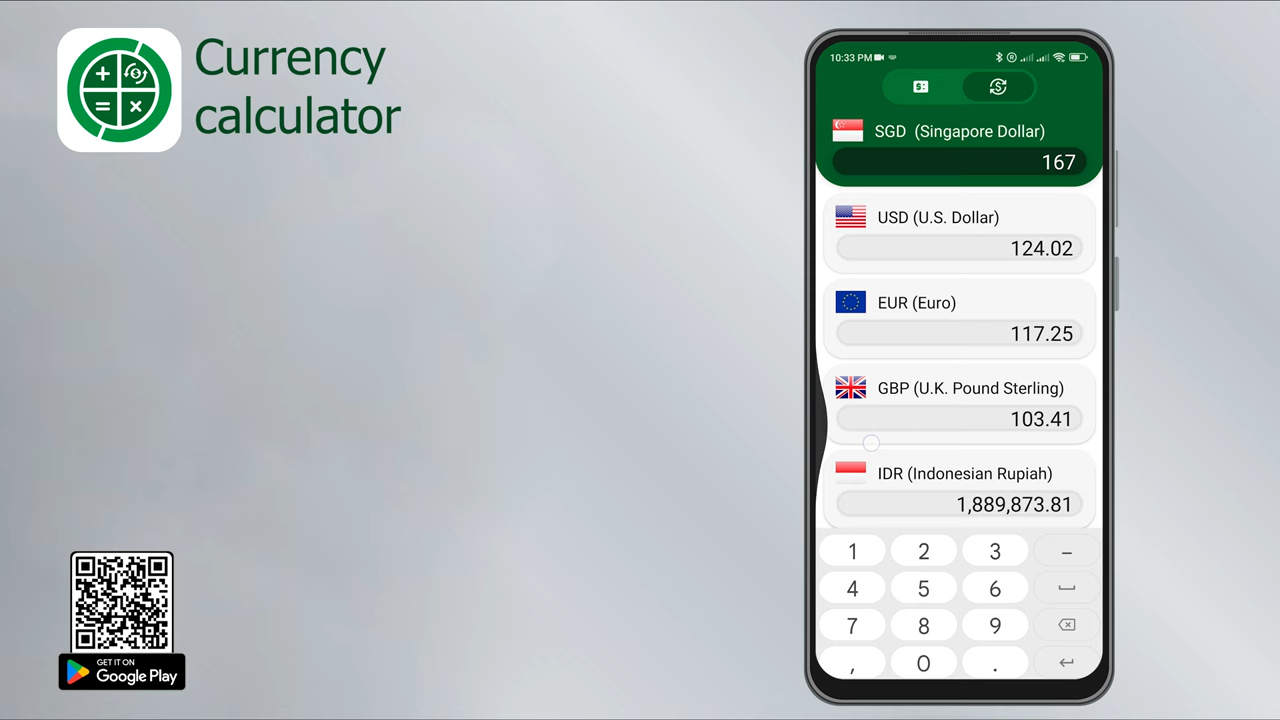 Currency
calculator
10:33 PM
SGD (Singapore Dollar)
167
USD (U.S. Dollar)
124.02
EUR (Euro)
117.25
GBP (U.K. Pound Sterling)
103.41
IDR (Indonesian Rupiah)
1,889,873.81
1 2 3 –
4 5 6
7 8 9
, 0 .
GET IT ON
Google Play